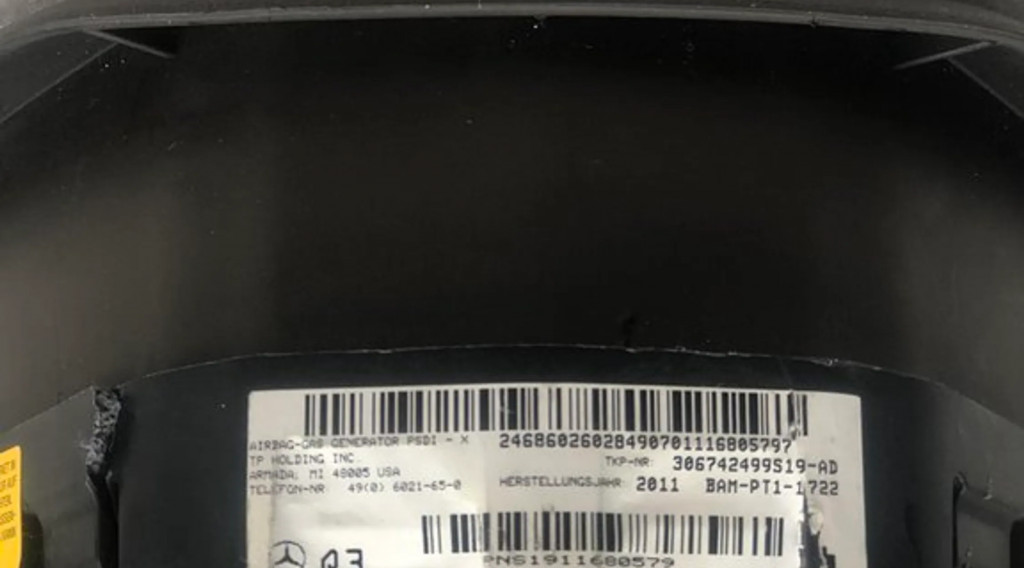 24686026028490701116805797
AIRBAG-GAS GENERATOR PSDI - X
TP HOLDING INC.
TKP-NR: 306742499S19-AD
ARMADA, MI 48005 USA
TELEFON-NR 49(0) 6021-65-0
HERSTELLUNGSJAHR: 2011 BAM-PT1-1722
PNS1911680579